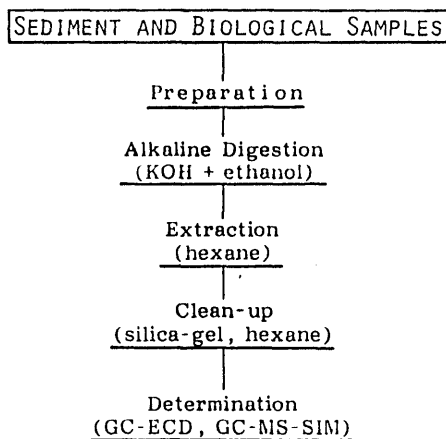 SEDIMENT AND BIOLOGICAL SAMPLES
Preparation
Alkaline Digestion
(KOH + ethanol)
Extraction
(hexane)
Clean-up
(silica-gel, hexane)
Determination
(GC-ECD, GC-MS-SIM)